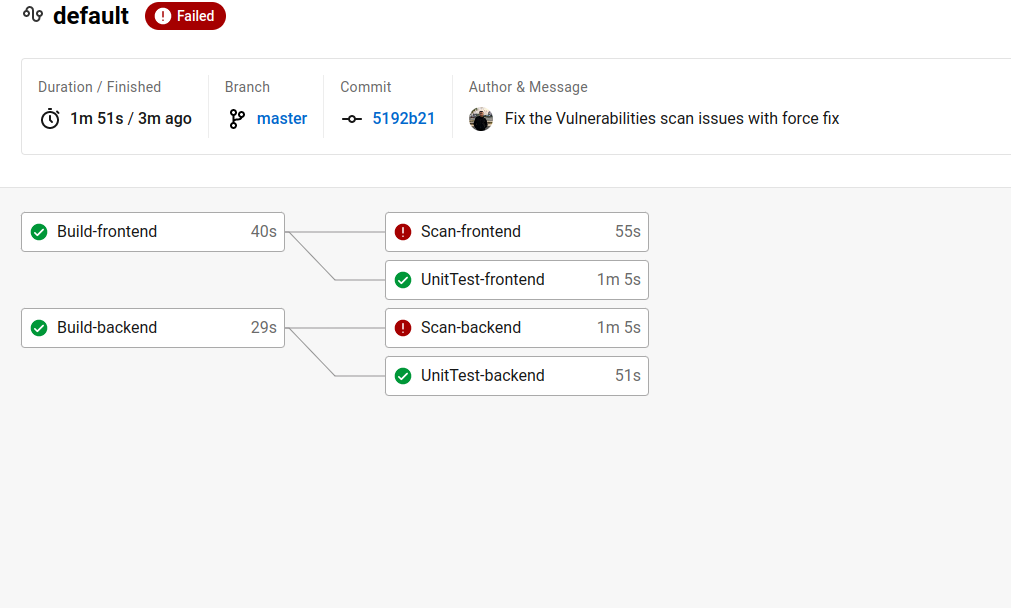 default Failed
Duration / Finished Branch Commit Author & Message
1m 51s / 3m ago master 5192b21 Fix the Vulnerabilities scan issues with force fix
Build-frontend 40s Scan-frontend 55s
UnitTest-frontend 1m 5s
Build-backend 29s Scan-backend 1m 5s
UnitTest-backend 51s